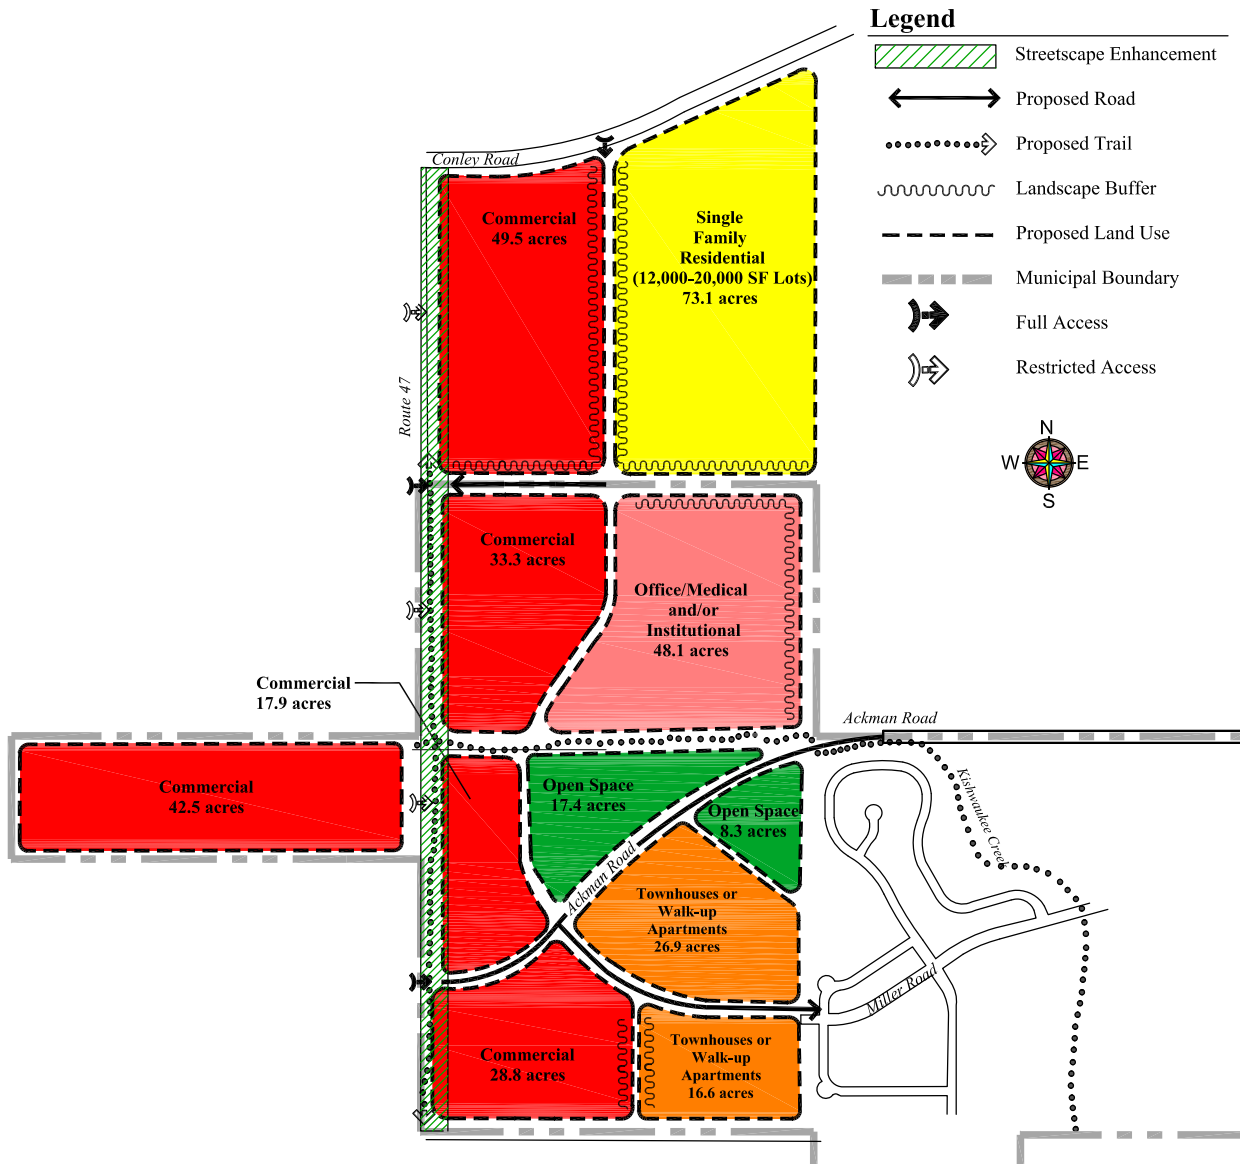 Legend
Streetscape Enhancement
Proposed Road
Proposed Trail
Landscape Buffer
Proposed Land Use
Municipal Boundary
Full Access
Restricted Access
N
W
E
S
Conley Road
Route 47
Commercial
49.5 acres
Single
Family
Residential
(12,000-20,000 SF Lots)
73.1 acres
Commercial
33.3 acres
Office/Medical
and/or
Institutional
48.1 acres
Commercial
17.9 acres
Ackman Road
Commercial
42.5 acres
Open Space
17.4 acres
Open Space
8.3 acres
Kishwaukee Creek
Ackman Road
Townhouses or
Walk-up
Apartments
26.9 acres
Miller Road
Commercial
28.8 acres
Townhouses or
Walk-up
Apartments
16.6 acres